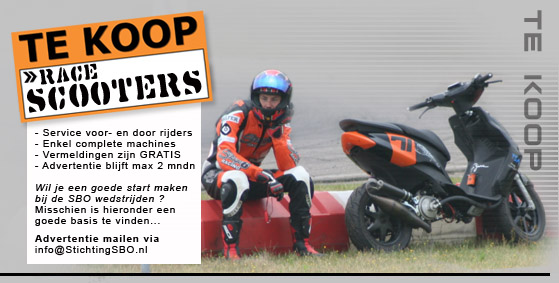 TE KOOP
»RACE
SCOOTERS
- Service voor- en door rijders
- Enkel complete machines
- Vermeldingen zijn GRATIS
- Advertentie blijft max 2 mndn
Wil je een goede start maken
bij de SBO wedstrijden ?
Misschien is hieronder een
goede basis te vinden...
Advertentie mailen via
info@StichtingSBO.nl
TE KOOP
7